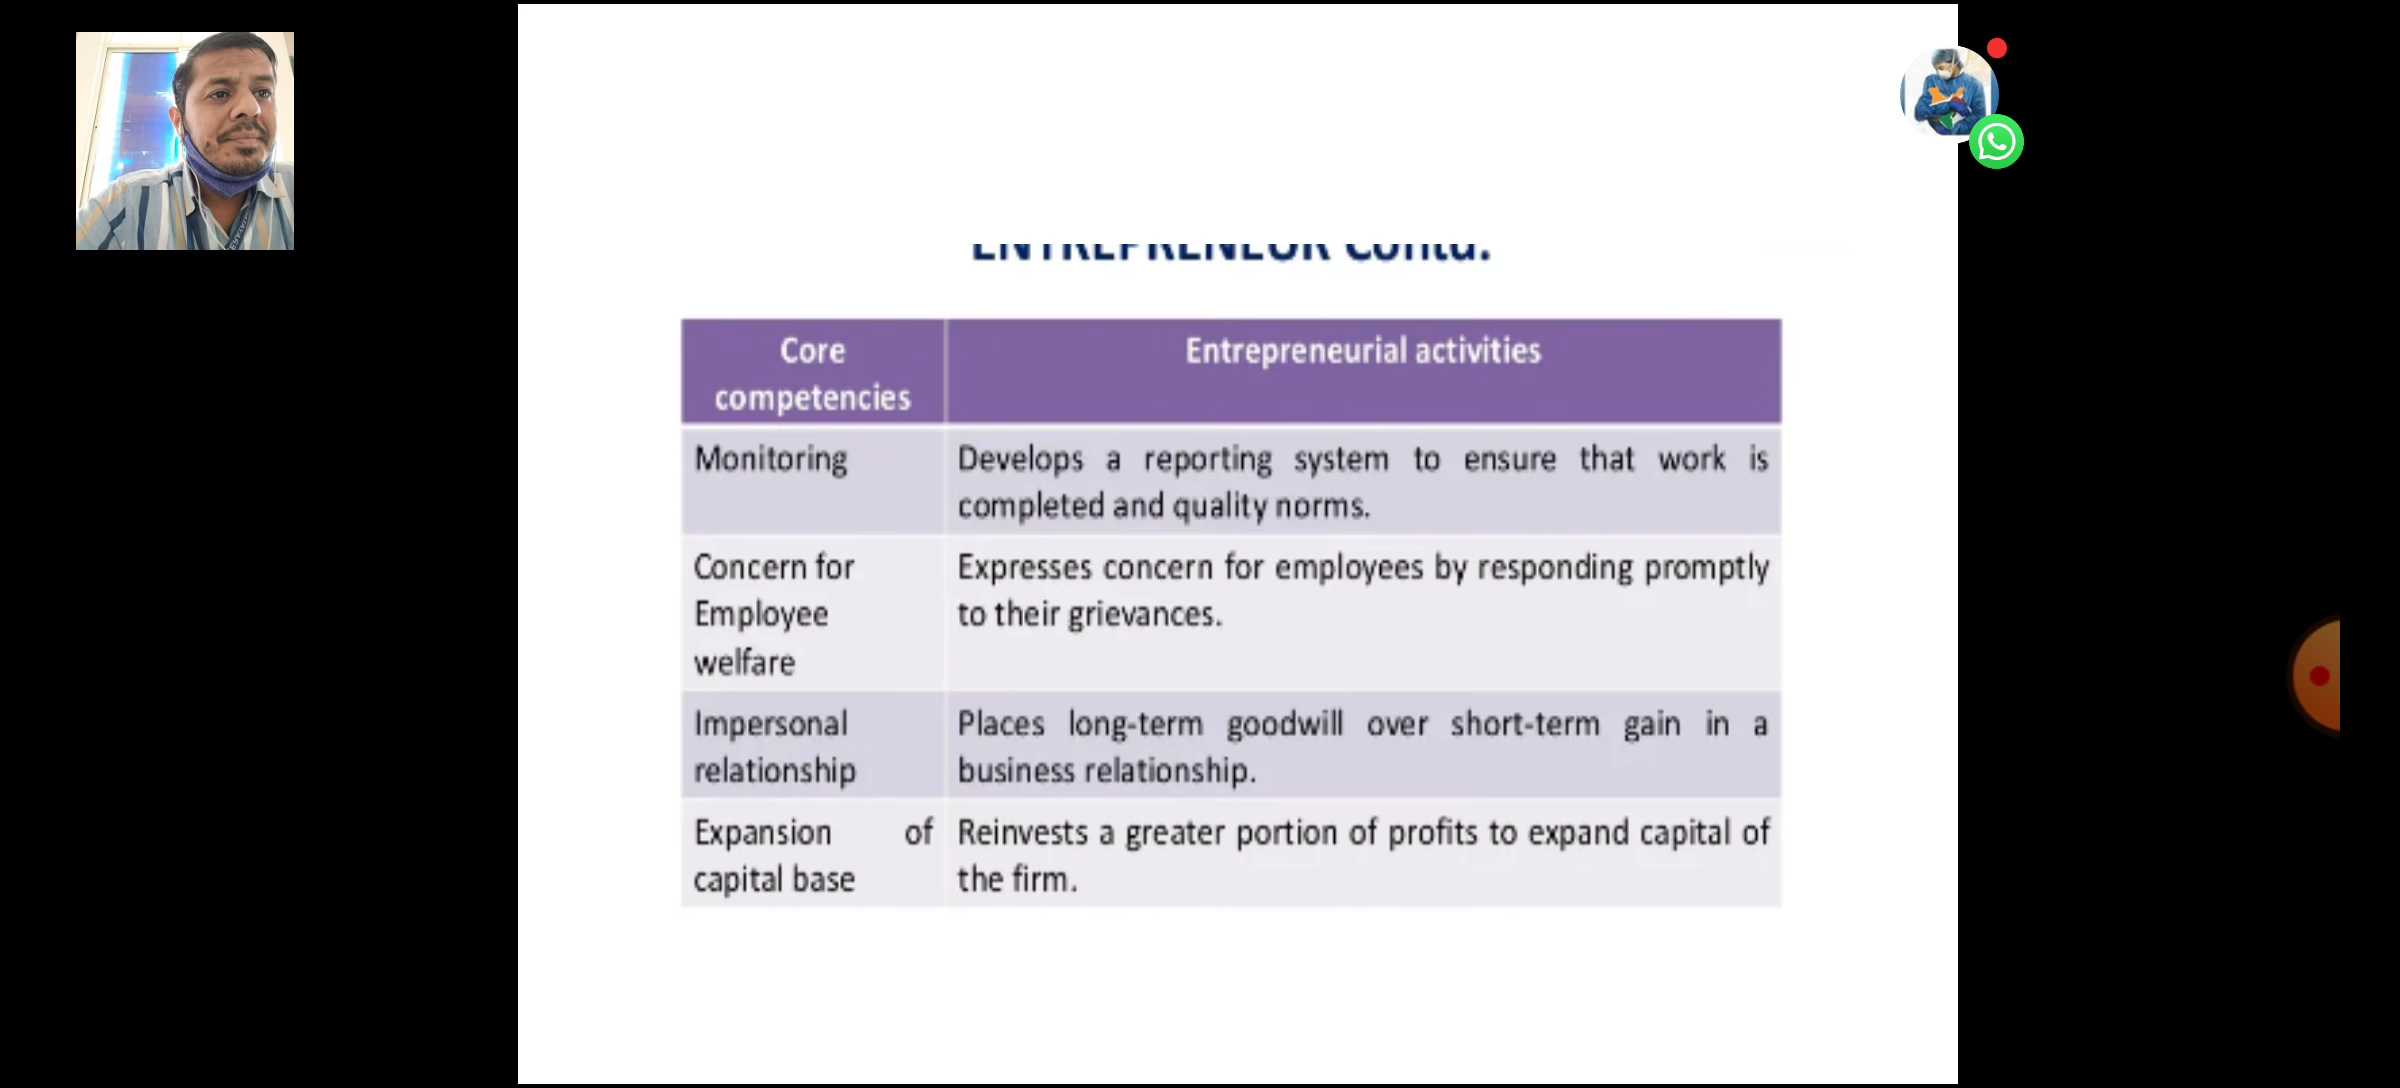 ENTREPRENEUR Contd.
Core
competencies
Entrepreneurial activities
Monitoring
Develops a reporting system to ensure that work is
completed and quality norms.
Concern for
Employee
welfare
Expresses concern for employees by responding promptly
to their grievances.
Impersonal
relationship
Places long-term goodwill over short-term gain in a
business relationship.
Expansion of
capital base
Reinvests a greater portion of profits to expand capital of
the firm.